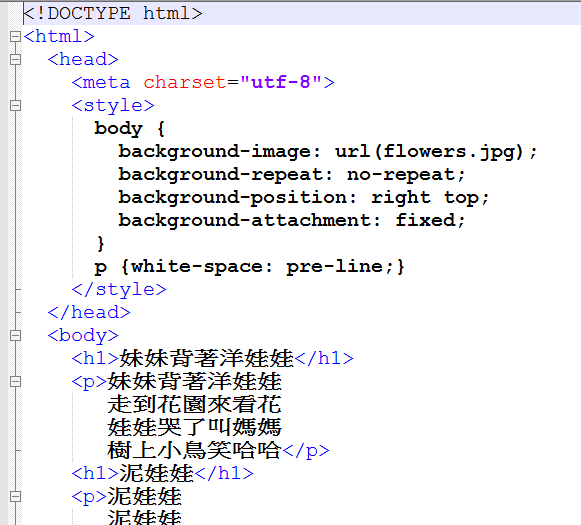 <!DOCTYPE html>
<html>
<head>
<meta charset="utf-8">
<style>
body {
background-image: url(flowers.jpg);
background-repeat: no-repeat;
background-position: right top;
background-attachment: fixed;
}
p {white-space: pre-line;}
</style>
</head>
<body>
<h1>妹妹背著洋娃娃</h1>
<p>妹妹背著洋娃娃
走到花園來看花
娃娃哭了叫媽媽
樹上小鳥笑哈哈</p>
<h1>泥娃娃</h1>
<p>泥娃娃
泥娃娃